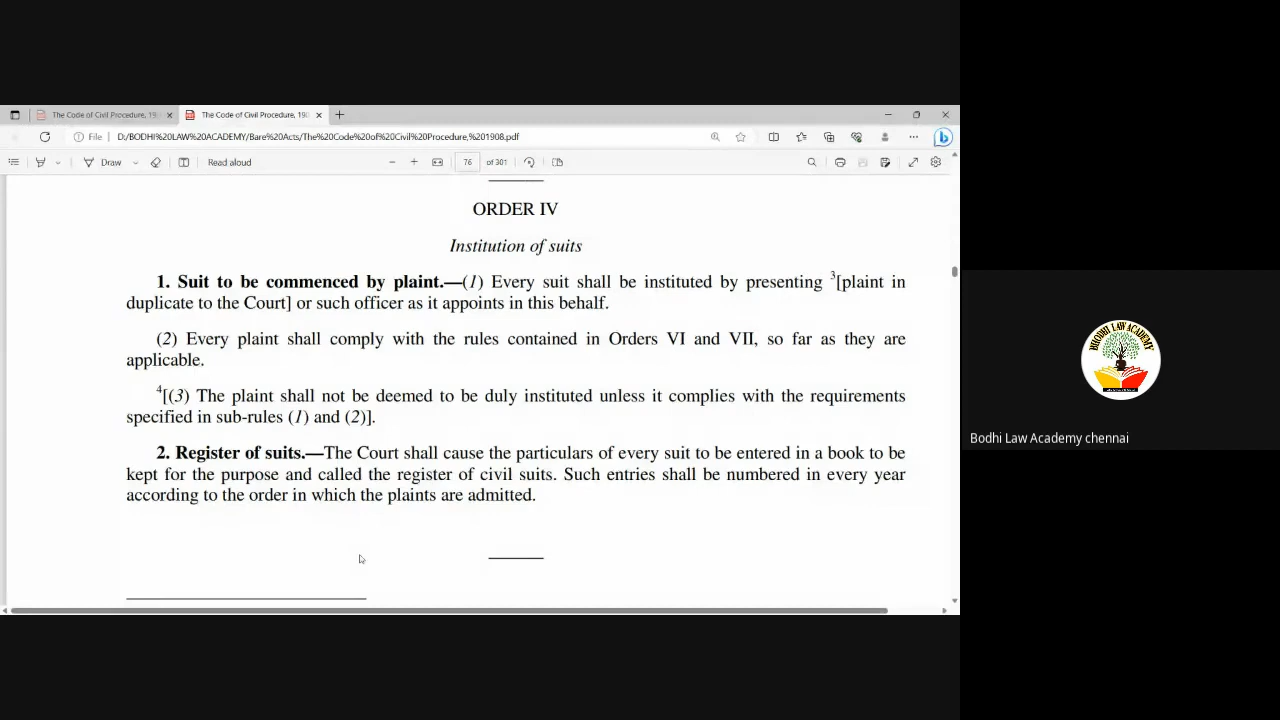 The Code of Civil Procedure, 19
The Code of Civil Procedure, 190
File
D:/BODHI%20LAW%20ACADEMY/Bare%20Acts/The%20Code%20of%20Civil%20Procedure,%201908.pdf
Draw
Read aloud
76
of 301
ORDER IV
Institution of suits
1. Suit to be commenced by plaint.—(1) Every suit shall be instituted by presenting 3[plaint in
duplicate to the Court] or such officer as it appoints in this behalf.
(2) Every plaint shall comply with the rules contained in Orders VI and VII, so far as they are
applicable.
4[(3) The plaint shall not be deemed to be duly instituted unless it complies with the requirements
specified in sub-rules (1) and (2)].
2. Register of suits.—The Court shall cause the particulars of every suit to be entered in a book to be
kept for the purpose and called the register of civil suits. Such entries shall be numbered in every year
according to the order in which the plaints are admitted.
BODHI LAW ACADEMY
Bodhi Law Academy chennai